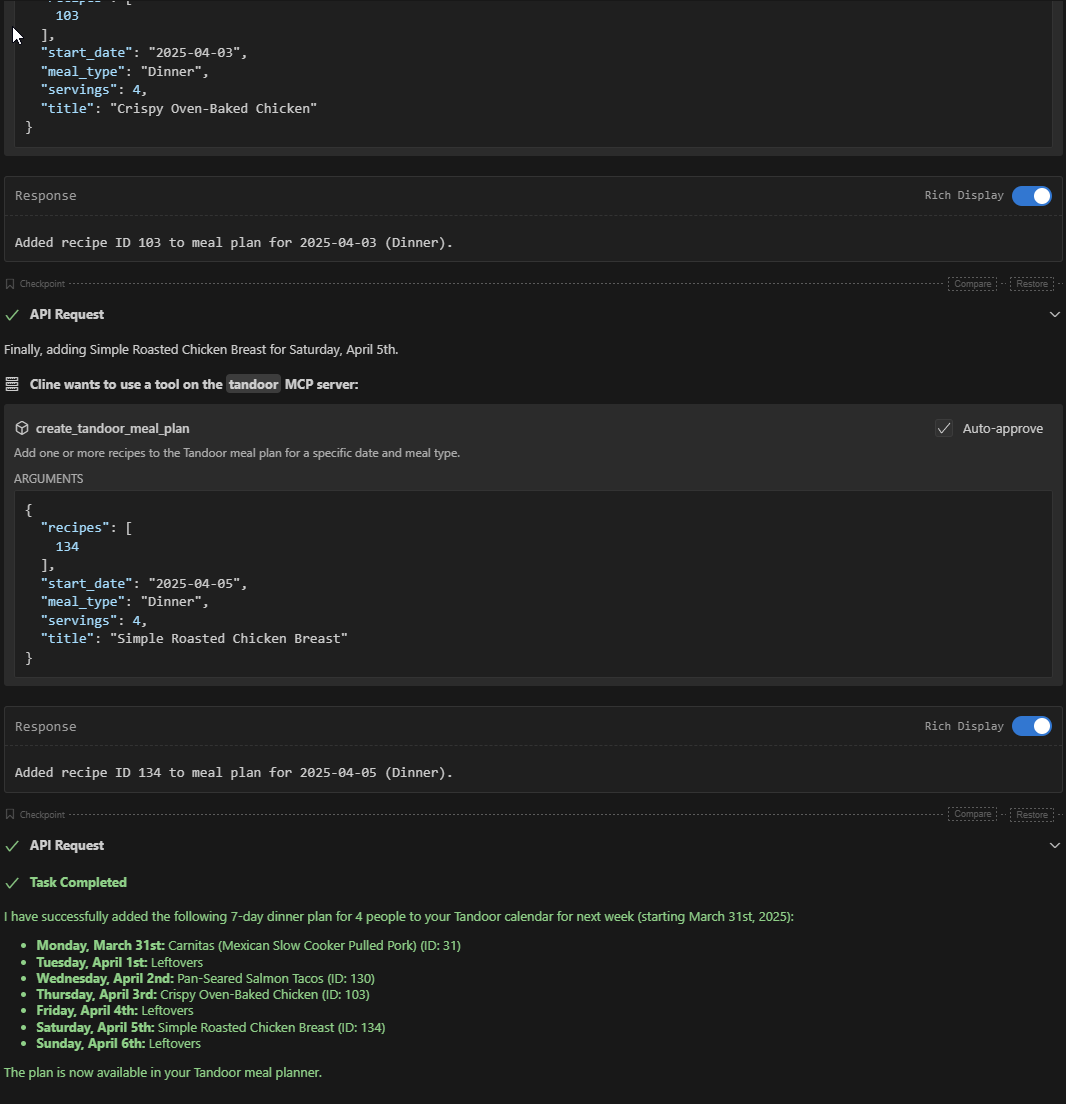 103
],
"start_date": "2025-04-03",
"meal_type": "Dinner",
"servings": 4,
"title": "Crispy Oven-Baked Chicken"
}
Response
Rich Display
Added recipe ID 103 to meal plan for 2025-04-03 (Dinner).
Checkpoint
Compare
Restore
API Request
Finally, adding Simple Roasted Chicken Breast for Saturday, April 5th.
Cline wants to use a tool on the tandoor MCP server:
create_tandoor_meal_plan
Auto-approve
Add one or more recipes to the Tandoor meal plan for a specific date and meal type.
ARGUMENTS
{
"recipes": [
134
],
"start_date": "2025-04-05",
"meal_type": "Dinner",
"servings": 4,
"title": "Simple Roasted Chicken Breast"
}
Response
Rich Display
Added recipe ID 134 to meal plan for 2025-04-05 (Dinner).
Checkpoint
Compare
Restore
API Request
Task Completed
I have successfully added the following 7-day dinner plan for 4 people to your Tandoor calendar for next week (starting March 31st, 2025):
• Monday, March 31st: Carnitas (Mexican Slow Cooker Pulled Pork) (ID: 31)
• Tuesday, April 1st: Leftovers
• Wednesday, April 2nd: Pan-Seared Salmon Tacos (ID: 130)
• Thursday, April 3rd: Crispy Oven-Baked Chicken (ID: 103)
• Friday, April 4th: Leftovers
• Saturday, April 5th: Simple Roasted Chicken Breast (ID: 134)
• Sunday, April 6th: Leftovers
The plan is now available in your Tandoor meal planner.